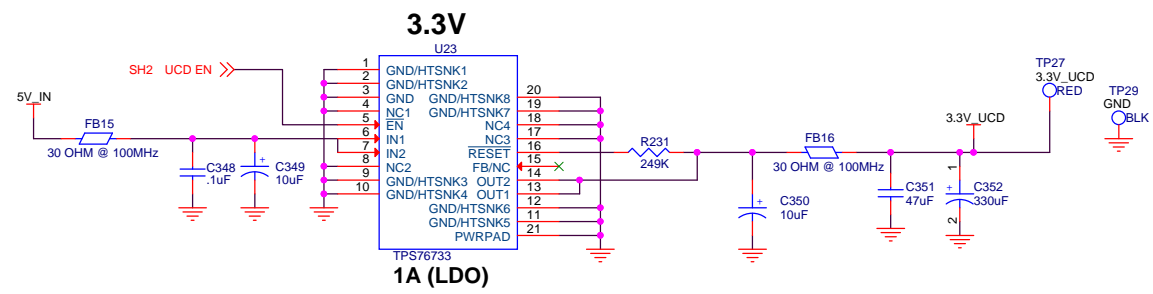 3.3V
U23
SH2 UCD EN
5V_IN
FB15
30 OHM @ 100MHz
C348
.1uF
C349
10uF
1 GND/HTSNK1
2 GND/HTSNK2
3 GND
4 NC1
5 EN
6 IN1
7 IN2
8 NC2
9 GND/HTSNK3
10 GND/HTSNK4
GND/HTSNK8 20
GND/HTSNK7 19
NC4 18
NC3 17
RESET 16
FB/NC 15
OUT2 14
OUT1 13
GND/HTSNK6 12
GND/HTSNK5 11
PWRPAD 21
TPS76733
1A (LDO)
R231
249K
C350
10uF
FB16
30 OHM @ 100MHz
C351
47uF
3.3V_UCD
1
C352
330uF
2
TP27
3.3V_UCD
RED
TP29
GND
BLK